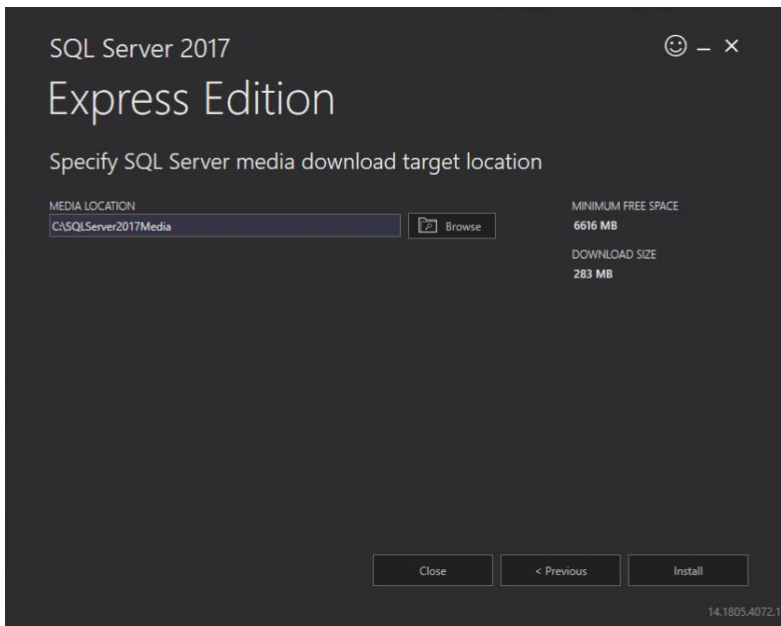 SQL Server 2017
Express Edition
Specify SQL Server media download target location
MEDIA LOCATION
C:\SQLServer2017Media
Browse
MINIMUM FREE SPACE
6616 MB
DOWNLOAD SIZE
283 MB
Close
< Previous
Install
14.1805.4072.1